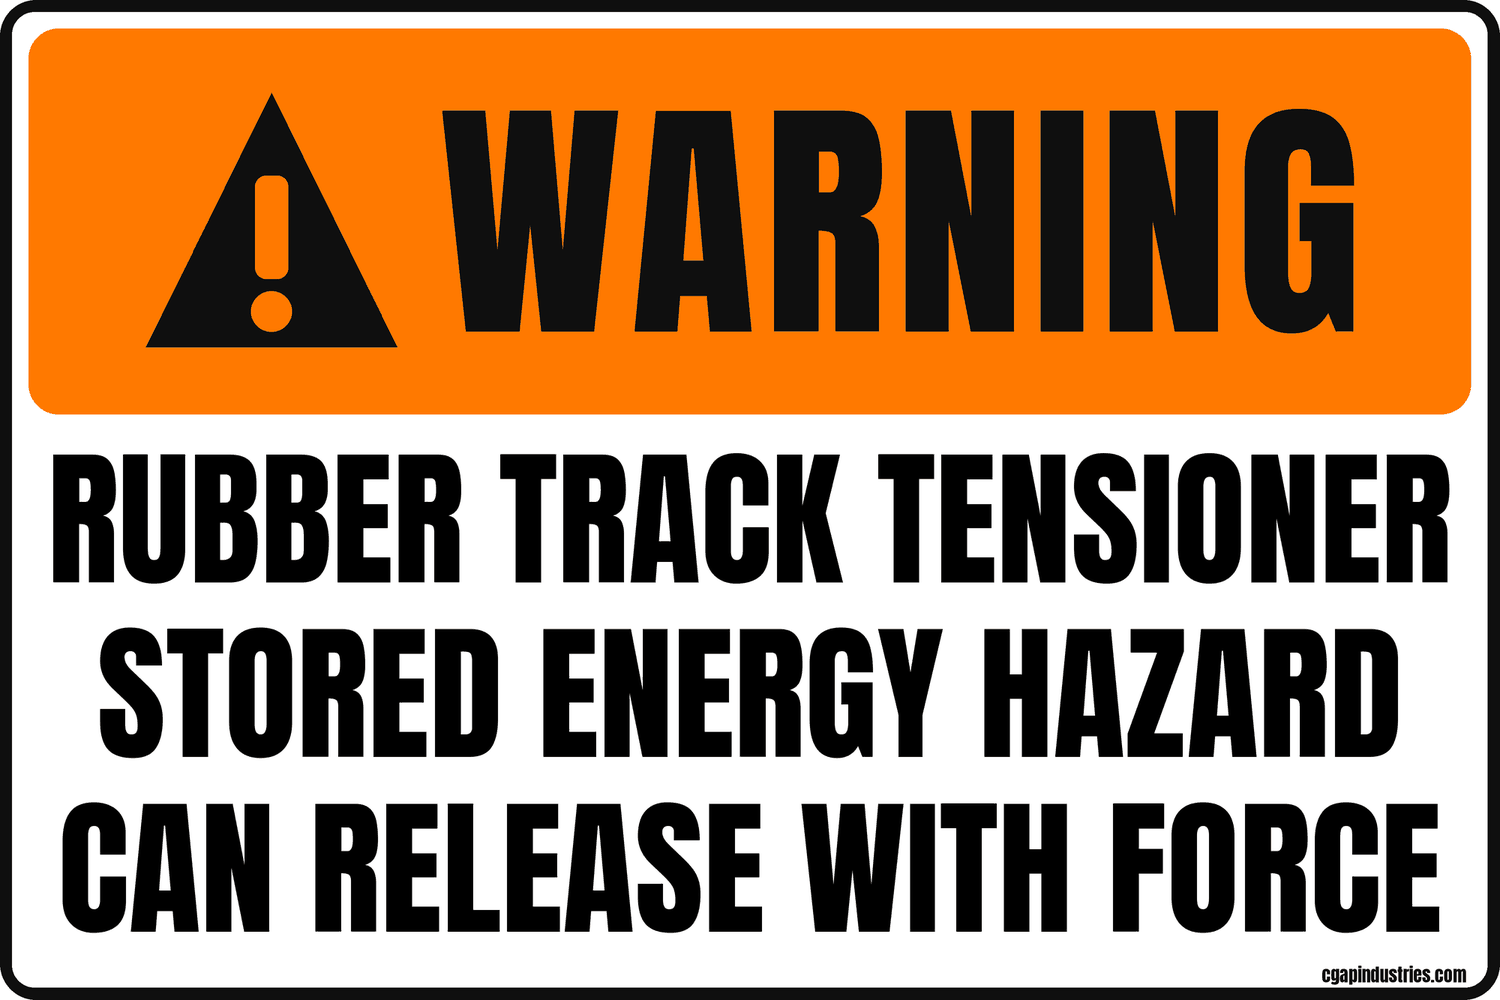 WARNING
RUBBER TRACK TENSIONER
STORED ENERGY HAZARD
CAN RELEASE WITH FORCE
cgapindustries.com